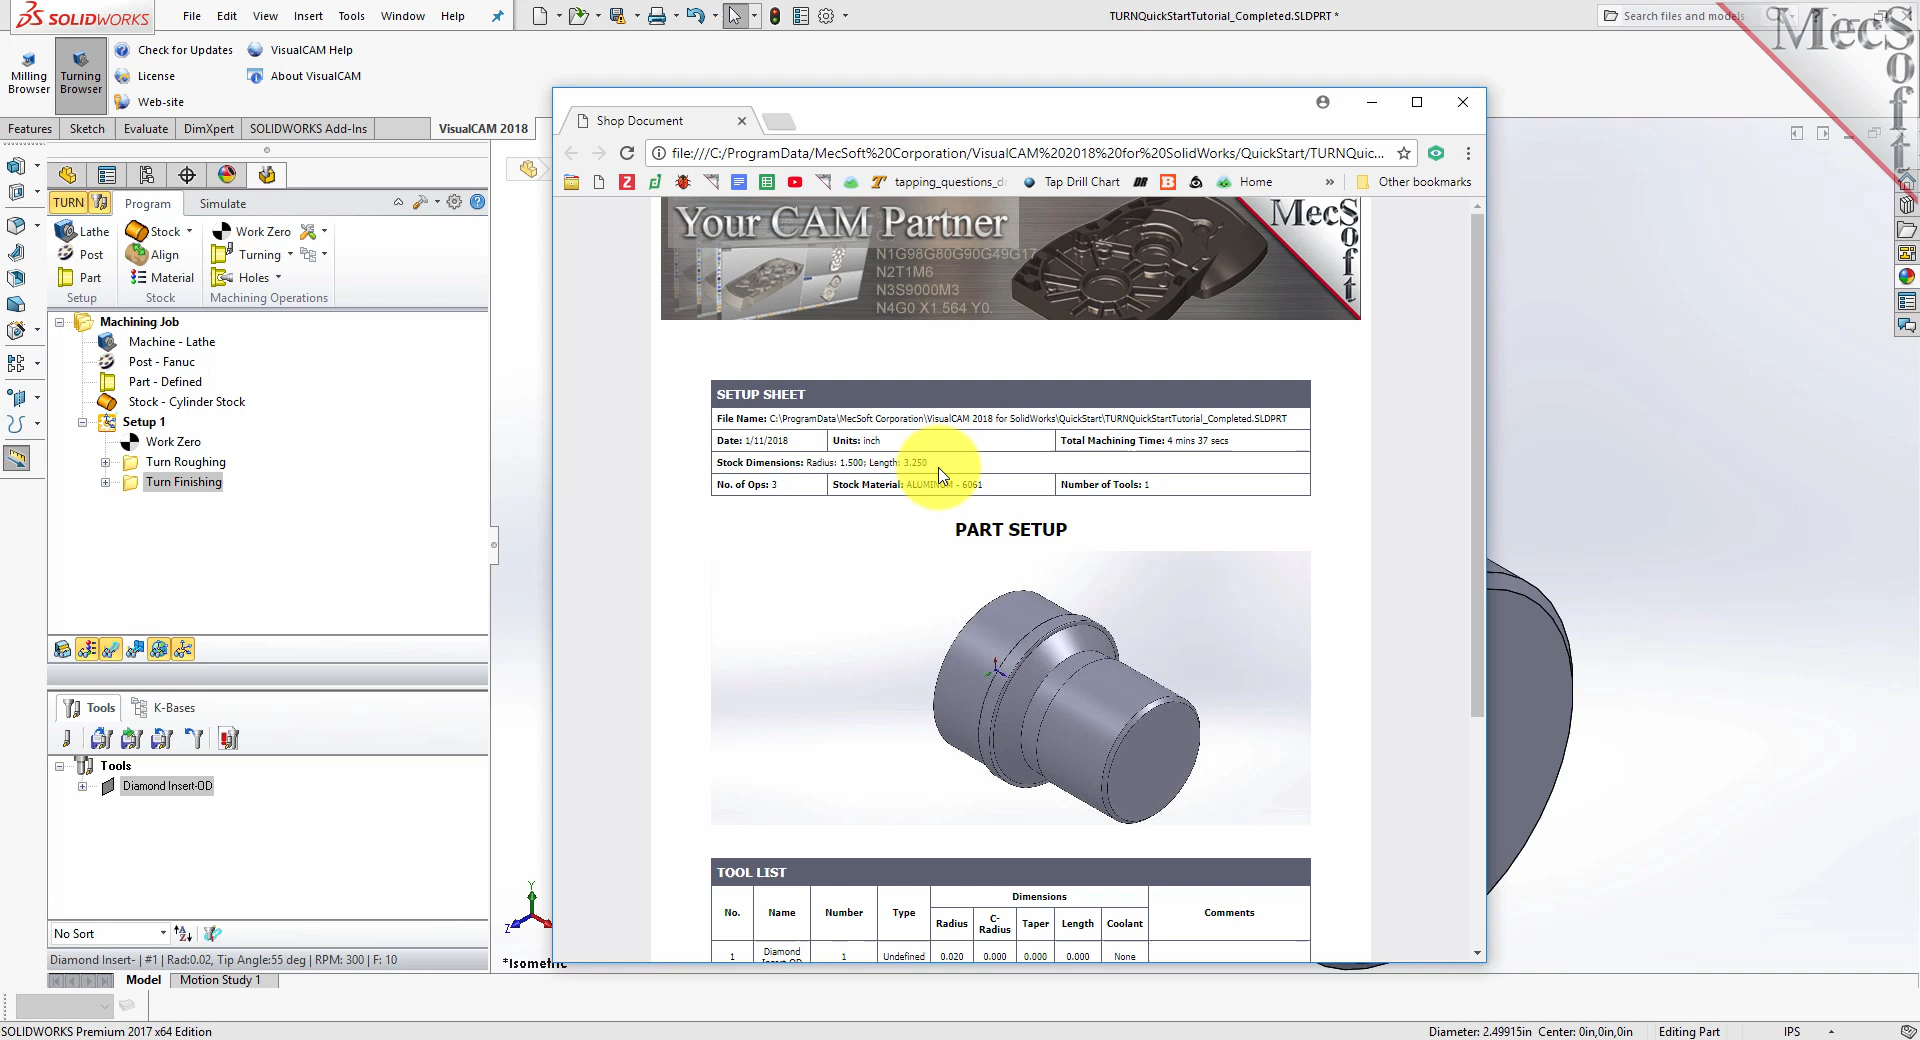 SOLIDWORKS File Edit View Insert Tools Window Help TURNQuickStartTutorial_Completed.SLDPRT * Search files and models
MecSoft
Milling Browser
Turning Browser
Check for Updates VisualCAM Help
License About VisualCAM
Web-site
Features Sketch Evaluate DimXpert SOLIDWORKS Add-Ins VisualCAM 2018
TURN Program Simulate
Lathe Stock Work Zero
Post Align Turning
Part Material Holes
Setup Stock Machining Operations
Machining Job
Machine - Lathe
Post - Fanuc
Part - Defined
Stock - Cylinder Stock
Setup 1
Work Zero
Turn Roughing
Turn Finishing
Tools K-Bases
Tools
Diamond Insert-OD
No Sort
Diamond Insert- | #1 | Rad:0.02, Tip Angle:55 deg | RPM: 300 | F: 10
Model Motion Study 1
SOLIDWORKS Premium 2017 x64 Edition
Shop Document
file:///C:/ProgramData/MecSoft%20Corporation/VisualCAM%202018%20for%20SolidWorks/QuickStart/TURNQuic...
tapping_questions_d Tap Drill Chart Home » Other bookmarks
Your CAM Partner
MecSoft
N1G98G80G90G49G17
N2T1M6
N3S9000M3
N4G0 X1.564 Y0.
SETUP SHEET
File Name: C:\ProgramData\MecSoft Corporation\VisualCAM 2018 for SolidWorks\QuickStart\TURNQuickStartTutorial_Completed.SLDPRT
Date: 1/11/2018 Units: inch Total Machining Time: 4 mins 37 secs
Stock Dimensions: Radius: 1.500; Length: 3.250
No. of Ops: 3 Stock Material: ALUMINUM - 6061 Number of Tools: 1
PART SETUP
TOOL LIST
No. Name Number Type Dimensions Comments
Radius C-Radius Taper Length Coolant
1 Diamond Insert-OD 1 Undefined 0.020 0.000 0.000 0.000 None
Y
Z
*Isometric
Diameter: 2.49915in Center: 0in,0in,0in Editing Part IPS